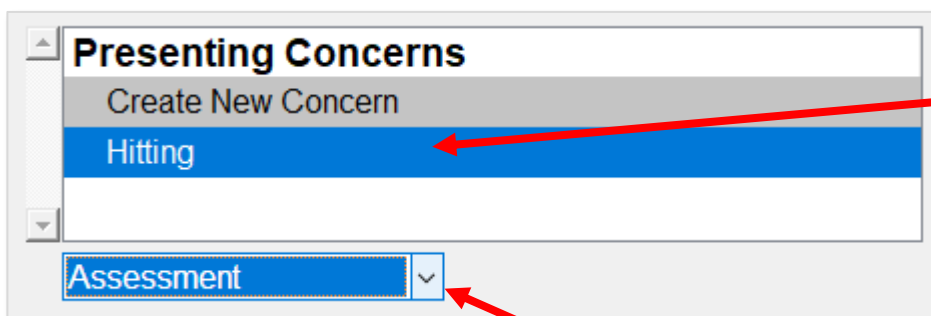 Presenting Concerns
Create New Concern
Hitting
Assessment